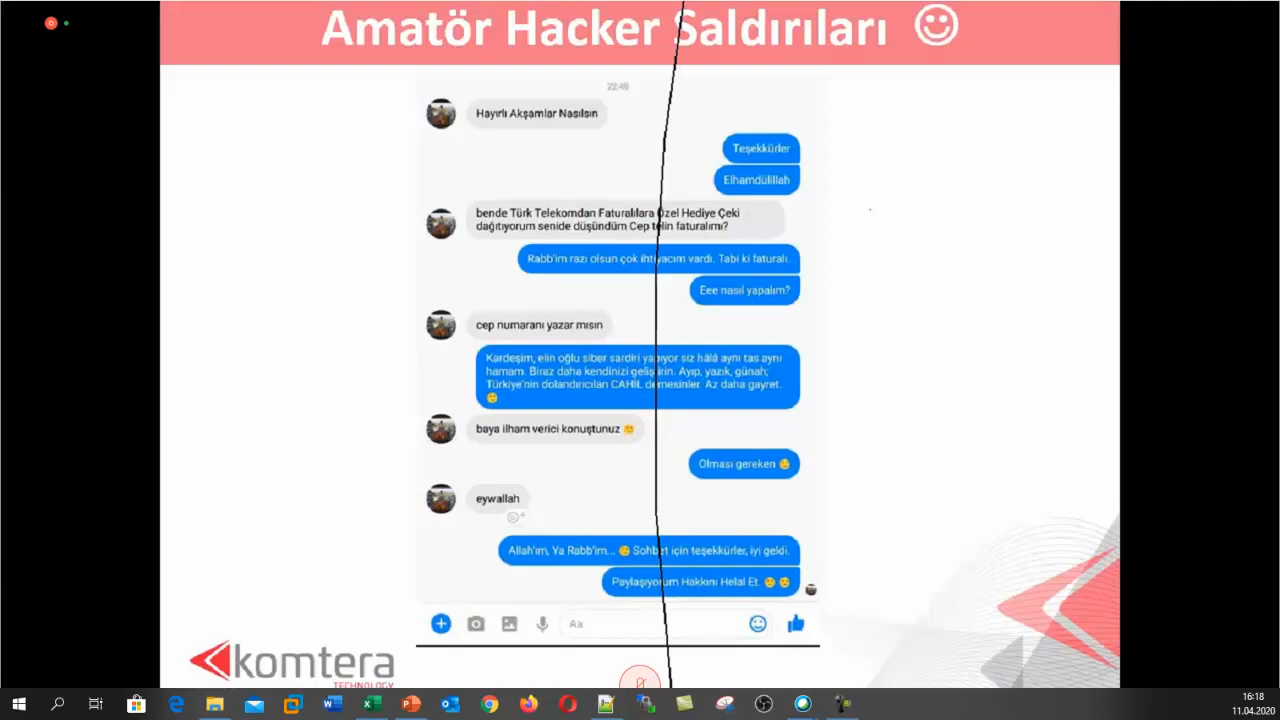 Amatör Hacker Saldırıları
22:48
Hayırlı Akşamlar Nasılsın
Teşekkürler
Elhamdülillah
bende Türk Telekomdan Faturalılara Özel Hediye Çeki
dağıtıyorum senide düşündüm Cep telin faturalımı?
Rabb'im razı olsun çok ihtiyacım vardı. Tabi ki faturalı.
Eee nasıl yapalım?
cep numaranı yazar mısın
Kardeşim, elin oğlu siber sardiri yapıyor siz hâlâ aynı tas aynı
hamam. Biraz daha kendinizi geliştirin. Ayıp, yazık, günah;
Türkiye'nin dolandırıcıları CAHİL demesinler. Az daha gayret.
baya ilham verici konuştunuz
Olması gereken
eywallah
Allah'ım, Ya Rabb'im... Sohbet için teşekkürler, iyi geldi.
Paylaşıyorum Hakkını Helal Et.
Aa
komtera
TECHNOLOGY
16:18
11.04.2020